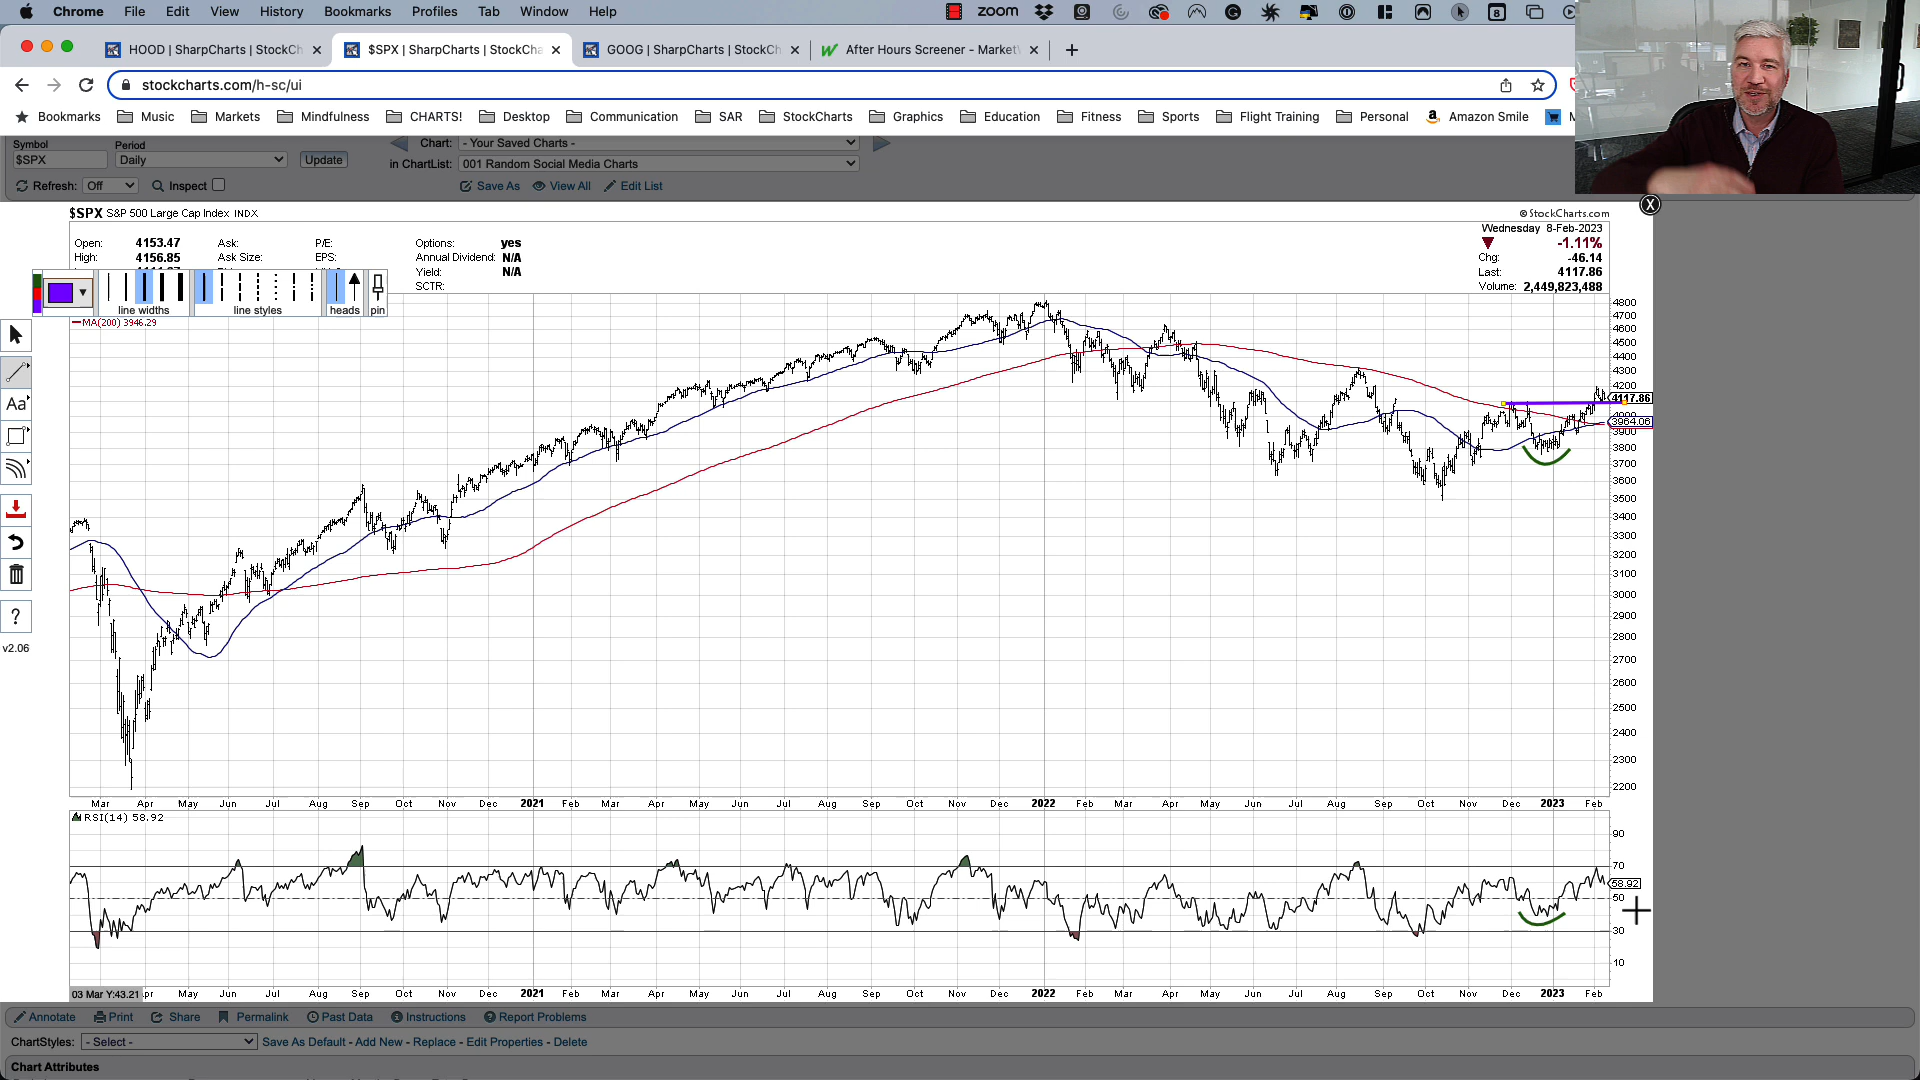 Chrome File Edit View History Bookmarks Profiles Tab Window Help zoom 8
HOOD | SharpCharts | StockCh
$SPX | SharpCharts | StockCha
GOOG | SharpCharts | StockCh
After Hours Screener - Market
stockcharts.com/h-sc/ui
Bookmarks Music Markets Mindfulness CHARTS! Desktop Communication SAR StockCharts Graphics Education Fitness Sports Flight Training Personal Amazon Smile
Symbol Period Chart: - Your Saved Charts -
$SPX Daily Update in ChartList: 001 Random Social Media Charts
Refresh: Off Inspect Save As View All Edit List
X
$SPX S&P 500 Large Cap Index INDX © StockCharts.com
Wednesday 8-Feb-2023
Open: 4153.47 Ask: P/E: Options: yes -1.11%
High: 4156.85 Ask Size: EPS: Annual Dividend: N/A Chg: -46.14
Yield: N/A Last: 4117.86
SCTR: Volume: 2,449,823,488
line widths line styles heads pin
MA(200) 3946.29
Aa
?
v2.06
4800
4700
4600
4500
4400
4300
4200
4117.86
4000
3964.06
3900
3800
3700
3600
3500
3400
3300
3200
3100
3000
2900
2800
2700
2600
2500
2400
2300
2200
Mar Apr May Jun Jul Aug Sep Oct Nov Dec 2021 Feb Mar Apr May Jun Jul Aug Sep Oct Nov Dec 2022 Feb Mar Apr May Jun Jul Aug Sep Oct Nov Dec 2023 Feb
RSI(14) 58.92
90
70
58.92
50
30
10
03 Mar Y:43.21 pr May Jun Jul Aug Sep Oct Nov Dec 2021 Feb Mar Apr May Jun Jul Aug Sep Oct Nov Dec 2022 Feb Mar Apr May Jun Jul Aug Sep Oct Nov Dec 2023 Feb
Annotate Print Share Permalink Past Data Instructions Report Problems
ChartStyles: - Select - Save As Default - Add New - Replace - Edit Properties - Delete
Chart Attributes